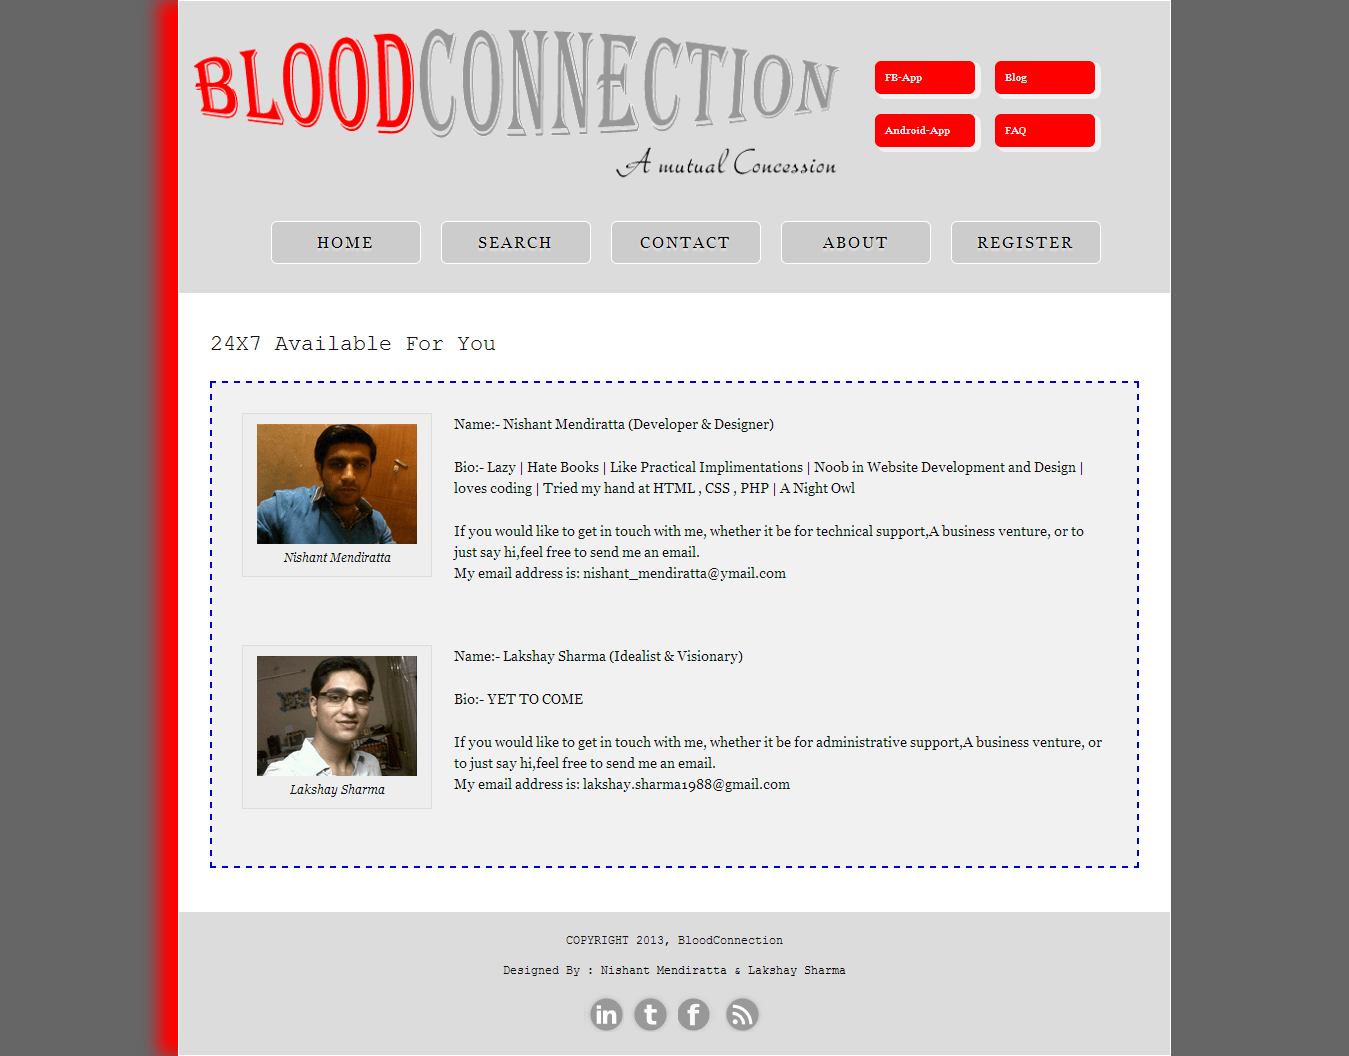 BLOODCONNECTION
A mutual Concession
FB-App
Blog
Android-App
FAQ
HOME
SEARCH
CONTACT
ABOUT
REGISTER
24X7 Available For You
Nishant Mendiratta
Name:- Nishant Mendiratta (Developer & Designer)
Bio:- Lazy | Hate Books | Like Practical Implimentations | Noob in Website Development and Design |
loves coding | Tried my hand at HTML , CSS , PHP | A Night Owl
If you would like to get in touch with me, whether it be for technical support,A business venture, or to
just say hi,feel free to send me an email.
My email address is: nishant_mendiratta@ymail.com
Lakshay Sharma
Name:- Lakshay Sharma (Idealist & Visionary)
Bio:- YET TO COME
If you would like to get in touch with me, whether it be for administrative support,A business venture, or
to just say hi,feel free to send me an email.
My email address is: lakshay.sharma1988@gmail.com
COPYRIGHT 2013, BloodConnection
Designed By : Nishant Mendiratta & Lakshay Sharma
in
t
f